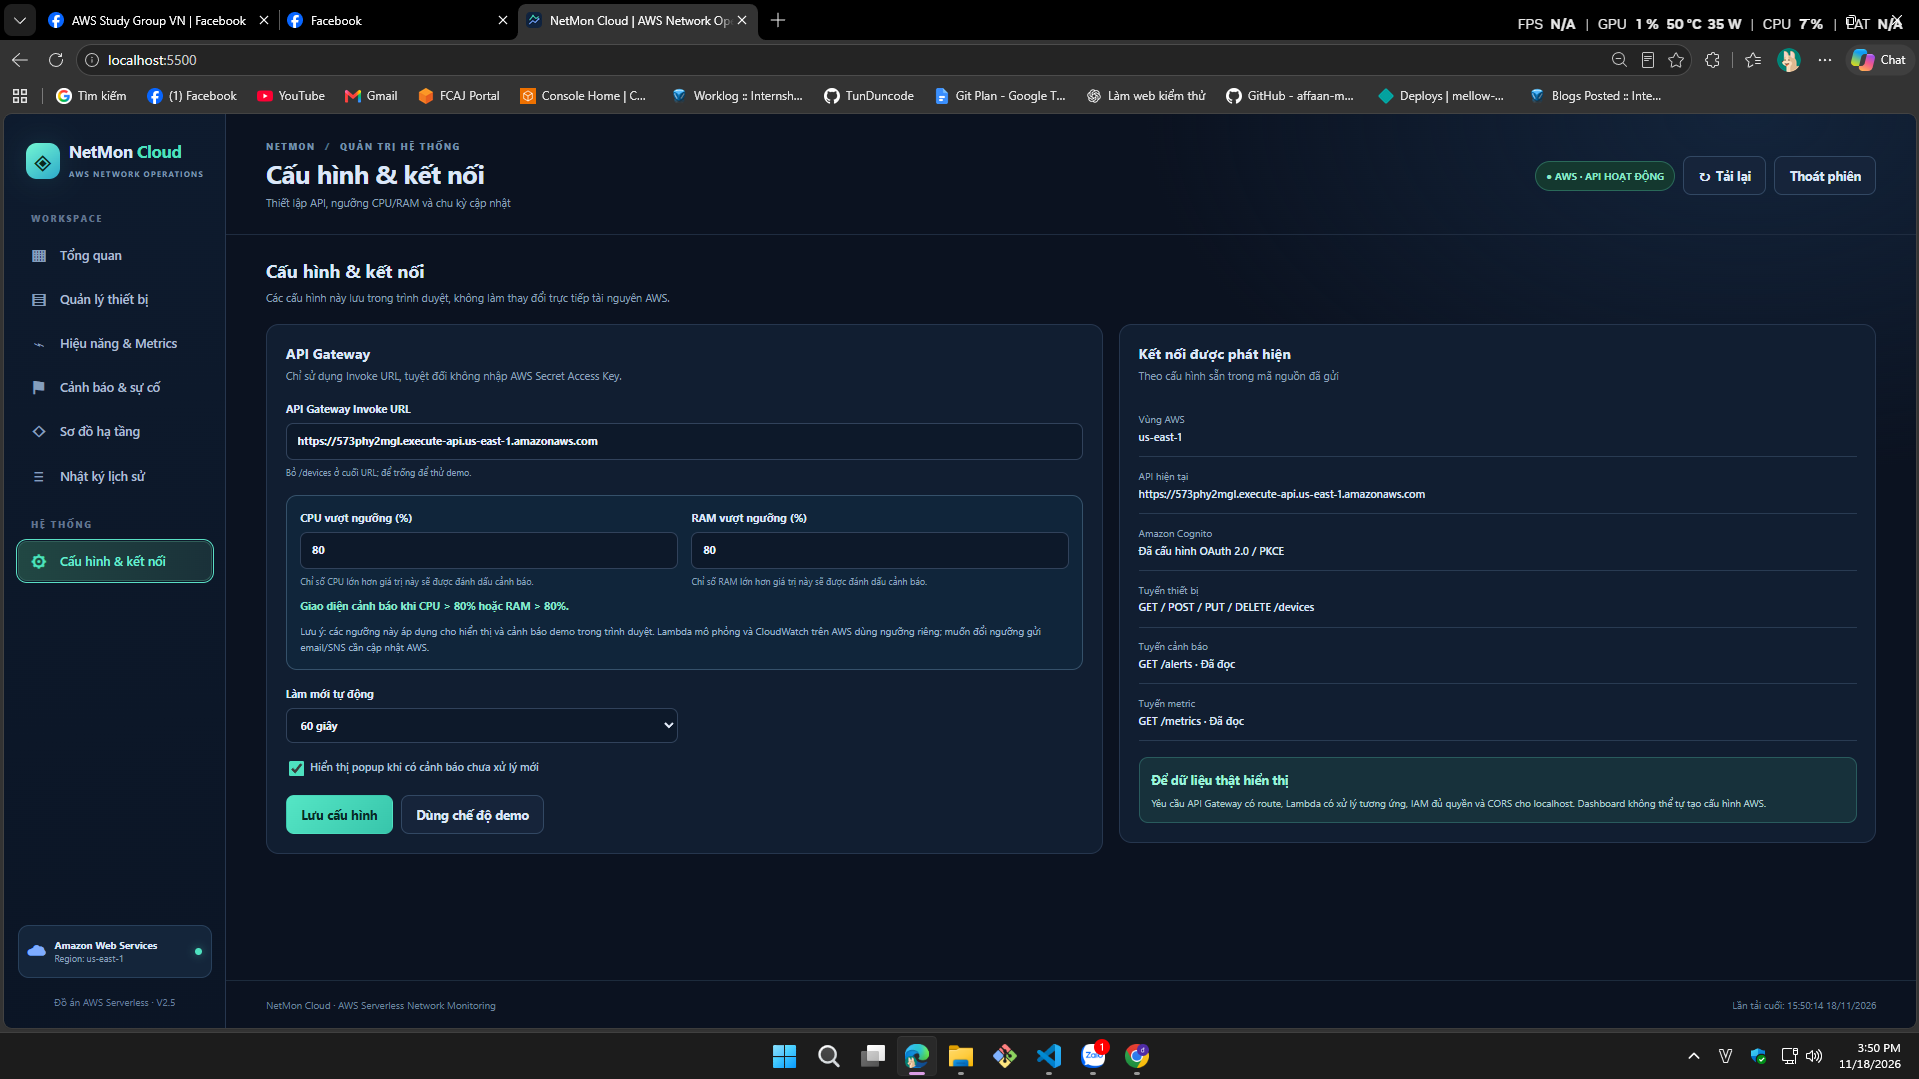 AWS Study Group VN | Facebook
Facebook
NetMon Cloud | AWS Network Op
FPS N/A | GPU 1 % 50 °C 35 W | CPU 7 % | BAT N/A
localhost:5500
Chat
Tìm kiếm
(1) Facebook
YouTube
Gmail
FCAJ Portal
Console Home | C...
Worklog :: Internsh...
TunDuncode
Git Plan - Google T...
Làm web kiểm thử
GitHub - affaan-m...
Deploys | mellow-...
Blogs Posted :: Inte...
NetMon Cloud
AWS NETWORK OPERATIONS
WORKSPACE
Tổng quan
Quản lý thiết bị
Hiệu năng & Metrics
Cảnh báo & sự cố
Sơ đồ hạ tầng
Nhật ký lịch sử
HỆ THỐNG
Cấu hình & kết nối
Amazon Web Services
Region: us-east-1
Đồ án AWS Serverless · V2.5
NETMON / QUẢN TRỊ HỆ THỐNG
Cấu hình & kết nối
Thiết lập API, ngưỡng CPU/RAM và chu kỳ cập nhật
AWS · API HOẠT ĐỘNG
↻ Tải lại
Thoát phiên
Cấu hình & kết nối
Các cấu hình này lưu trong trình duyệt, không làm thay đổi trực tiếp tài nguyên AWS.
API Gateway
Chỉ sử dụng Invoke URL, tuyệt đối không nhập AWS Secret Access Key.
API Gateway Invoke URL
https://573phy2mgl.execute-api.us-east-1.amazonaws.com
Bỏ /devices ở cuối URL; để trống để thử demo.
CPU vượt ngưỡng (%)
80
Chỉ số CPU lớn hơn giá trị này sẽ được đánh dấu cảnh báo.
RAM vượt ngưỡng (%)
80
Chỉ số RAM lớn hơn giá trị này sẽ được đánh dấu cảnh báo.
Giao diện cảnh báo khi CPU > 80% hoặc RAM > 80%.
Lưu ý: các ngưỡng này áp dụng cho hiển thị và cảnh báo demo trong trình duyệt. Lambda mô phỏng và CloudWatch trên AWS dùng ngưỡng riêng; muốn đổi ngưỡng gửi
email/SNS cần cập nhật AWS.
Làm mới tự động
60 giây
Hiển thị popup khi có cảnh báo chưa xử lý mới
Lưu cấu hình
Dùng chế độ demo
Kết nối được phát hiện
Theo cấu hình sẵn trong mã nguồn đã gửi
Vùng AWS
us-east-1
API hiện tại
https://573phy2mgl.execute-api.us-east-1.amazonaws.com
Amazon Cognito
Đã cấu hình OAuth 2.0 / PKCE
Tuyến thiết bị
GET / POST / PUT / DELETE /devices
Tuyến cảnh báo
GET /alerts · Đã đọc
Tuyến metric
GET /metrics · Đã đọc
Để dữ liệu thật hiển thị
Yêu cầu API Gateway có route, Lambda có xử lý tương ứng, IAM đủ quyền và CORS cho localhost. Dashboard không thể tự tạo cấu hình AWS.
NetMon Cloud · AWS Serverless Network Monitoring
Lần tải cuối: 15:50:14 18/11/2026
Zalo
1
3:50 PM
11/18/2026